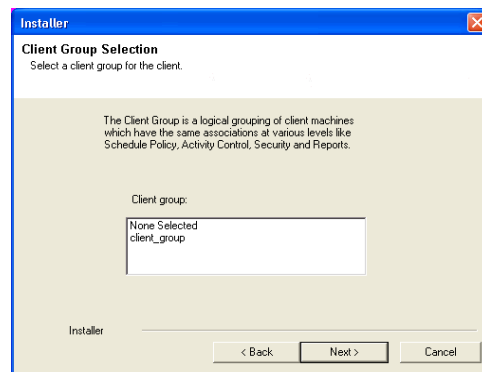 Installer
Client Group Selection
Select a client group for the client.
The Client Group is a logical grouping of client machines
which have the same associations at various levels like
Schedule Policy, Activity Control, Security and Reports.
Client group:
None Selected
client_group
Installer
< Back
Next >
Cancel